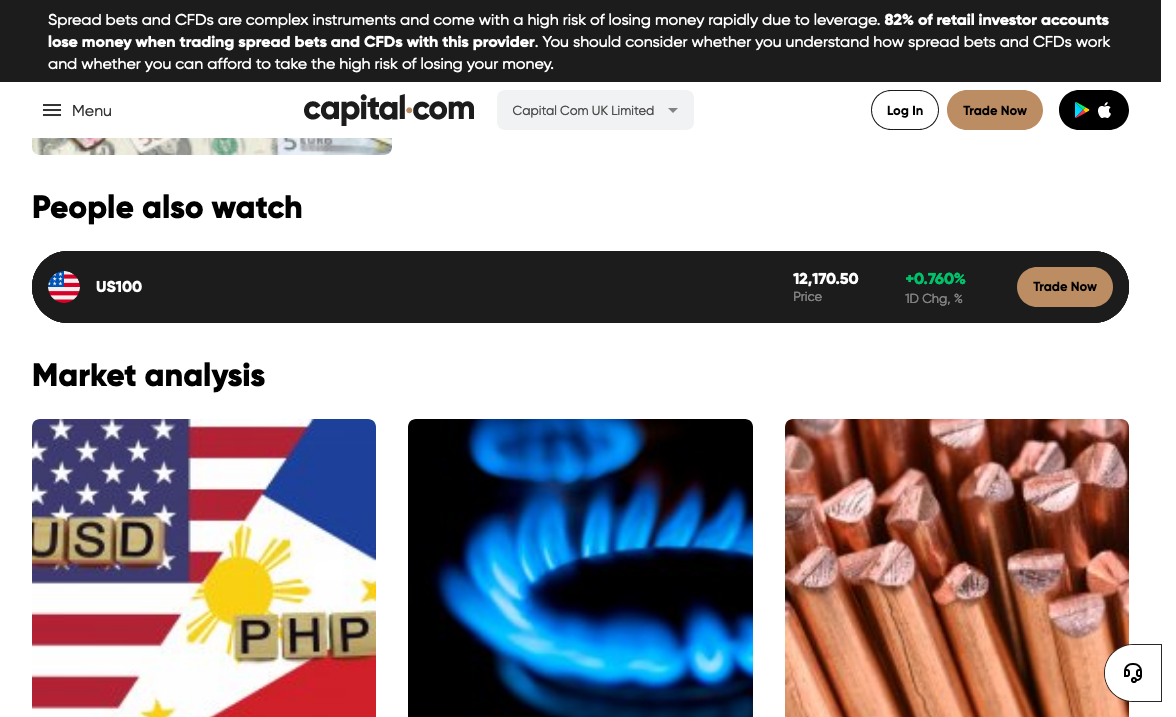 Spread bets and CFDs are complex instruments and come with a high risk of losing money rapidly due to leverage. 82% of retail investor accounts
lose money when trading spread bets and CFDs with this provider. You should consider whether you understand how spread bets and CFDs work
and whether you can afford to take the high risk of losing your money.
Menu
capital.com
Capital Com UK Limited
Log In
Trade Now
5 EURO
People also watch
US100
12,170.50
Price
+0.760%
1D Chg, %
Trade Now
Market analysis
USD
PHP